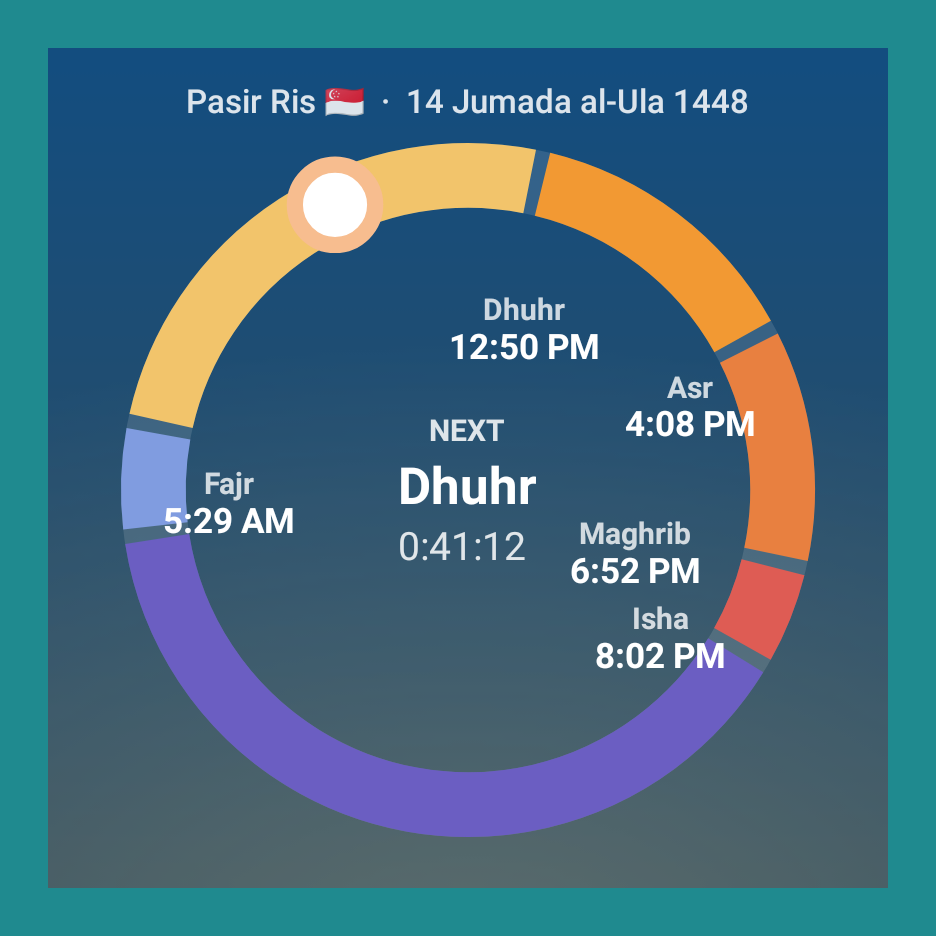 Pasir Ris 🇸🇬 · 14 Jumada al-Ula 1448
Dhuhr
12:50 PM
Asr
4:08 PM
NEXT
Dhuhr
0:41:12
Fajr
5:29 AM
Maghrib
6:52 PM
Isha
8:02 PM